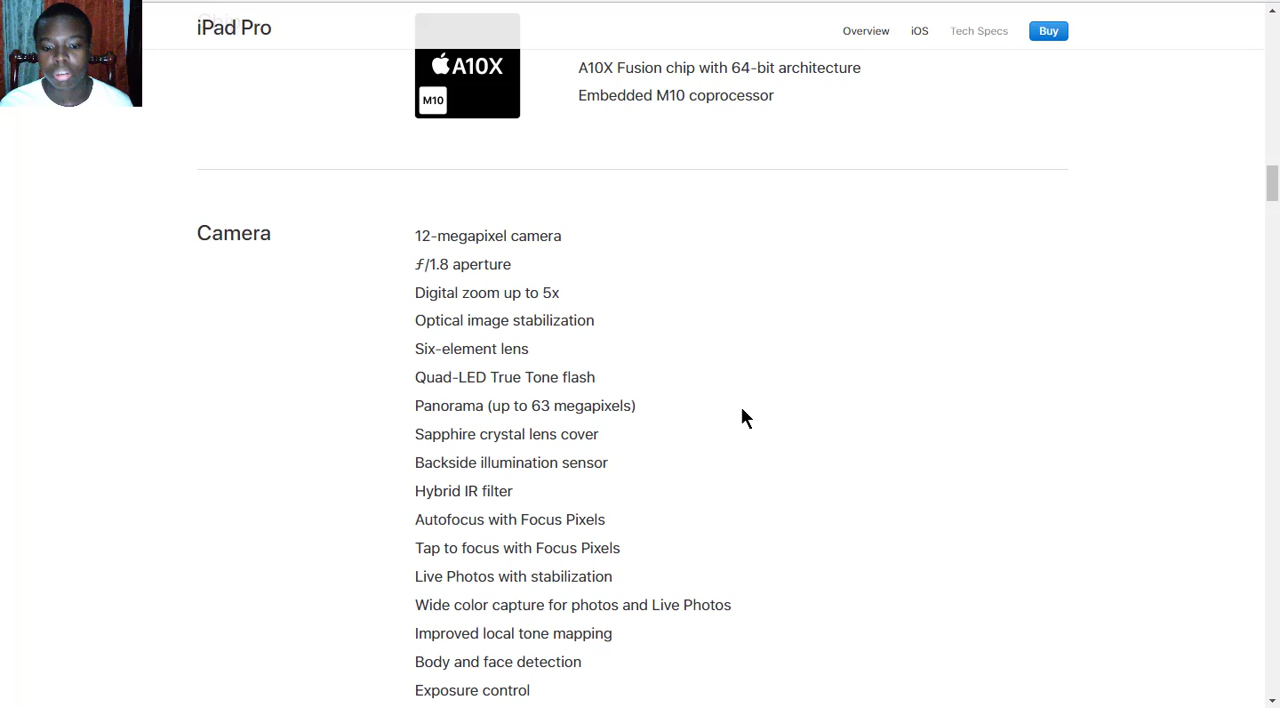 iPad Pro
Overview
iOS
Tech Specs
Buy
A10X
M10
A10X Fusion chip with 64-bit architecture
Embedded M10 coprocessor
Camera
12-megapixel camera
ƒ/1.8 aperture
Digital zoom up to 5x
Optical image stabilization
Six-element lens
Quad-LED True Tone flash
Panorama (up to 63 megapixels)
Sapphire crystal lens cover
Backside illumination sensor
Hybrid IR filter
Autofocus with Focus Pixels
Tap to focus with Focus Pixels
Live Photos with stabilization
Wide color capture for photos and Live Photos
Improved local tone mapping
Body and face detection
Exposure control